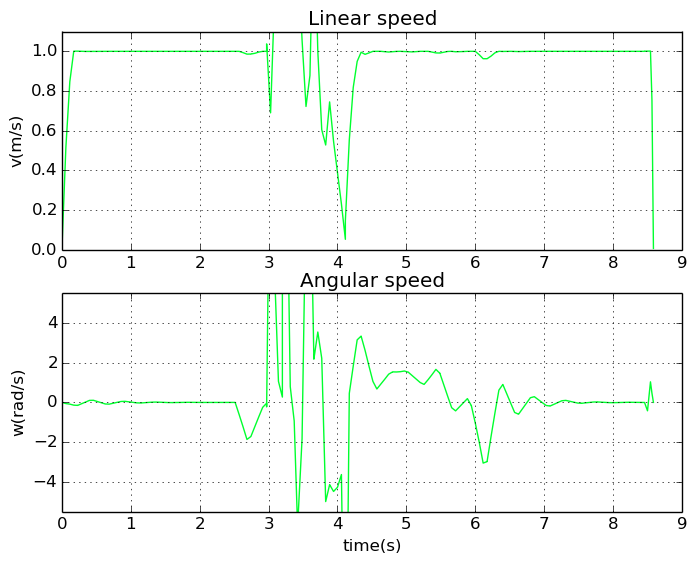 Linear speed
1.0
0.8
0.6
0.4
0.2
0.0
v(m/s)
0 1 2 3 4 5 6 7 8 9
Angular speed
4
2
0
−2
−4
w(rad/s)
0 1 2 3 4 5 6 7 8 9
time(s)